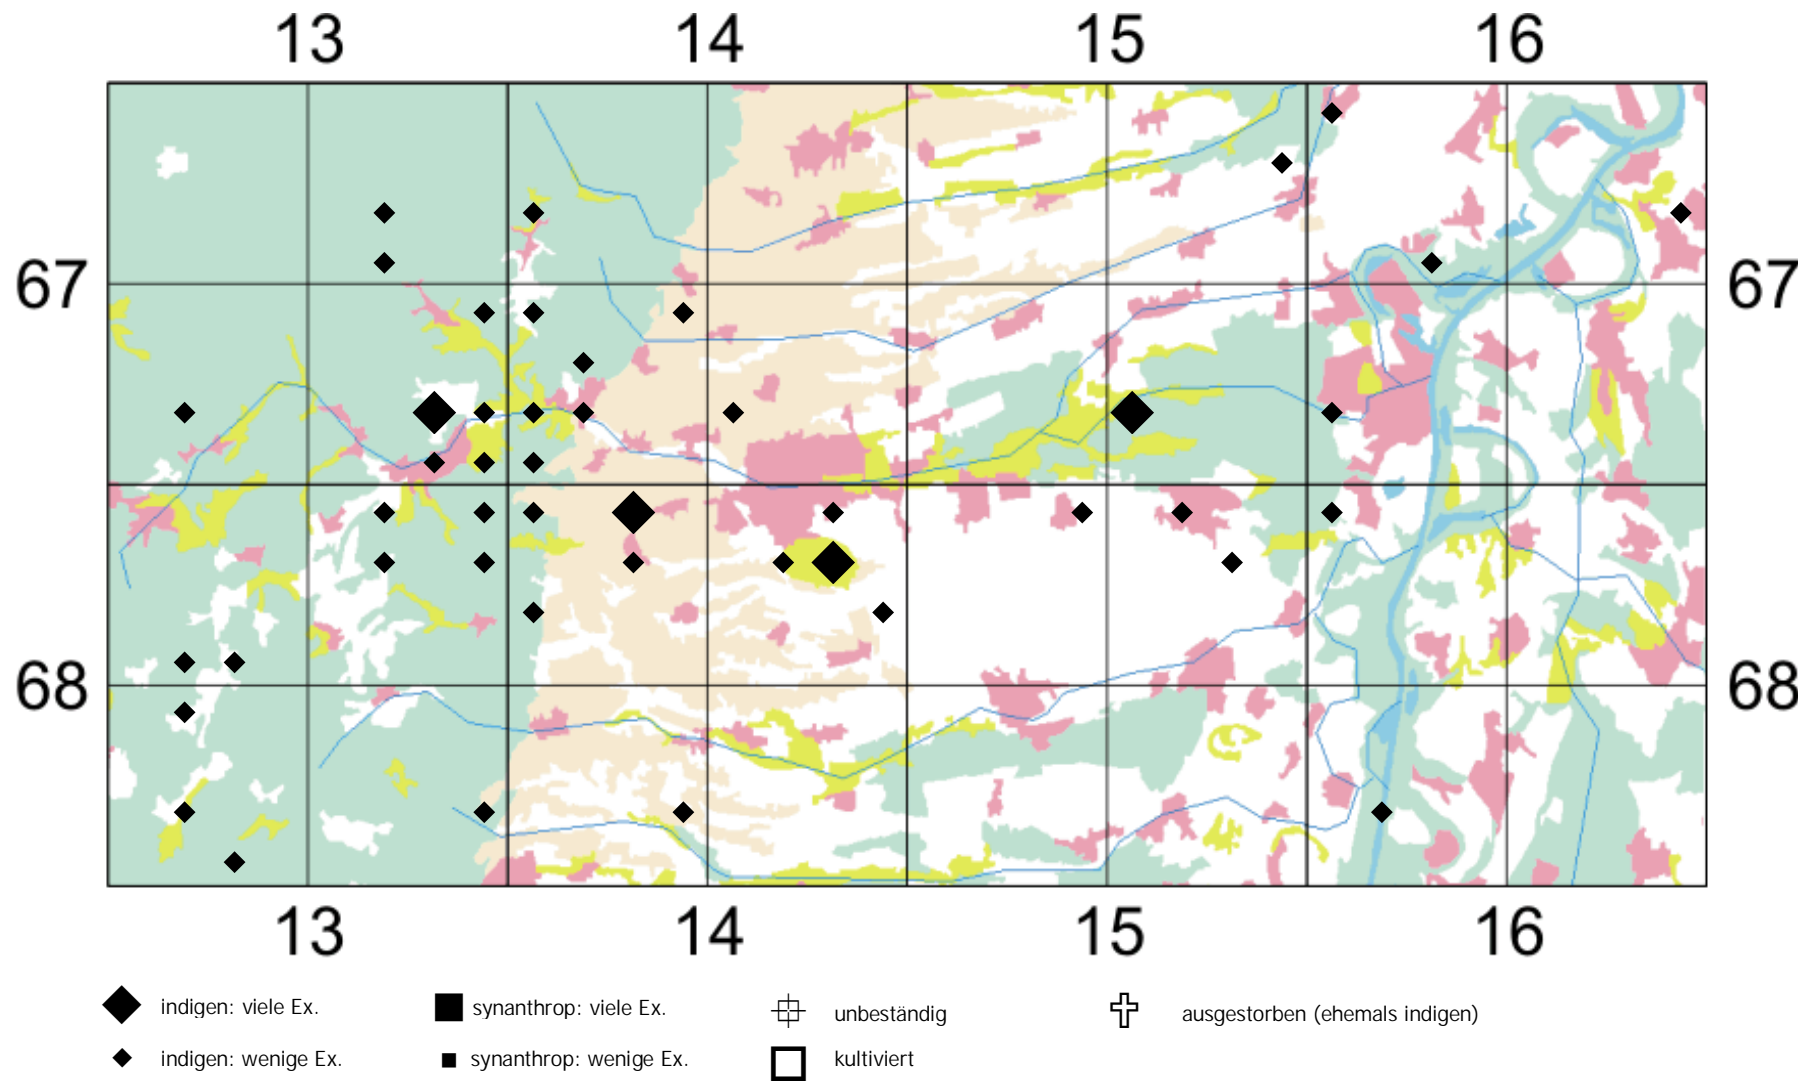 13 14 15 16
67 67
68 68
13 14 15 16
indigen: viele Ex. synanthrop: viele Ex. unbeständig ausgestorben (ehemals indigen)
indigen: wenige Ex. synanthrop: wenige Ex. kultiviert